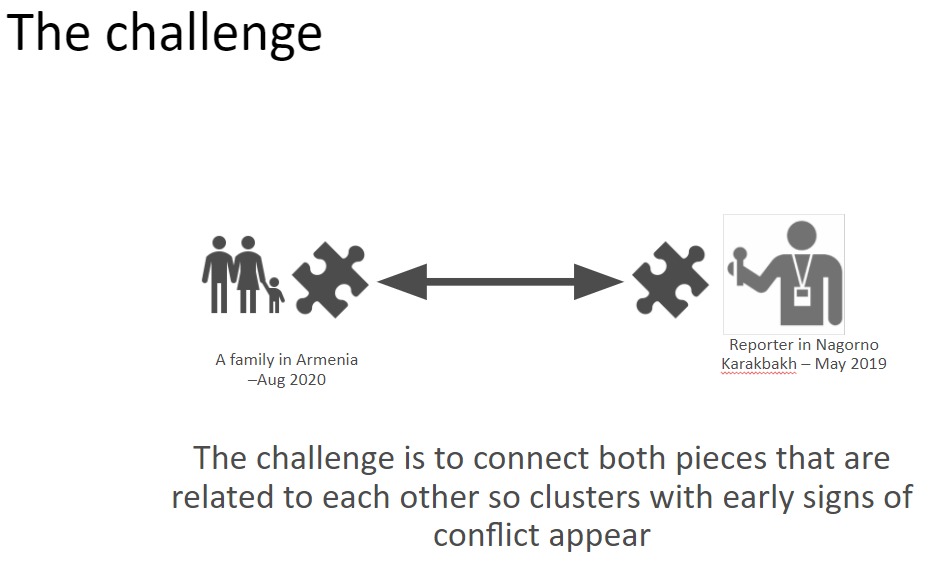 The challenge
A family in Armenia
–Aug 2020
Reporter in Nagorno
Karakbakh – May 2019
The challenge is to connect both pieces that are
related to each other so clusters with early signs of
conflict appear